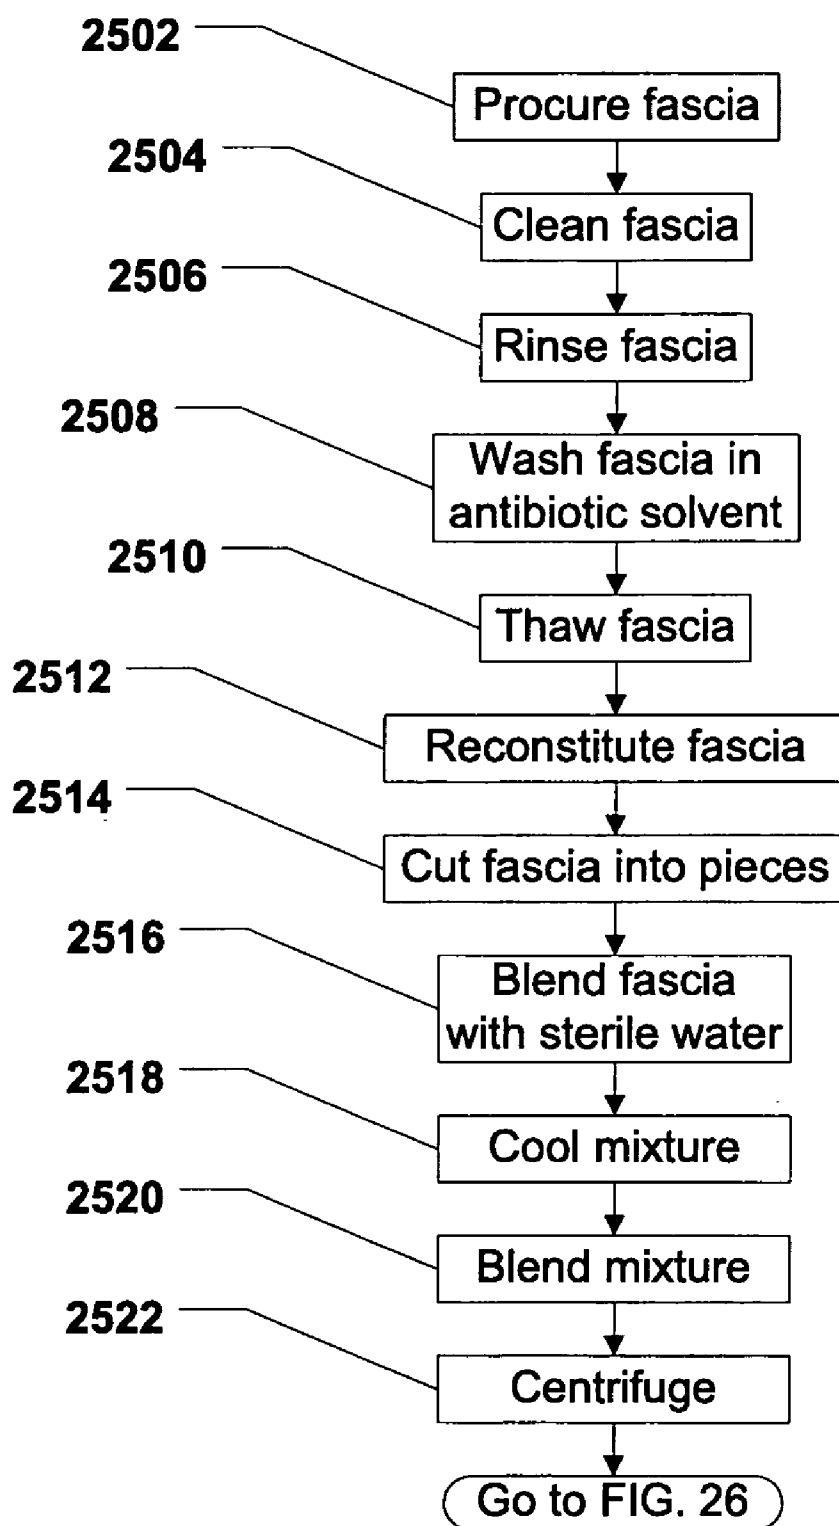 2502
Procure fascia
2504
Clean fascia
2506
Rinse fascia
2508
Wash fascia in
antibiotic solvent
2510
Thaw fascia
2512
Reconstitute fascia
2514
Cut fascia into pieces
2516
Blend fascia
with sterile water
2518
Cool mixture
2520
Blend mixture
2522
Centrifuge
Go to FIG. 26